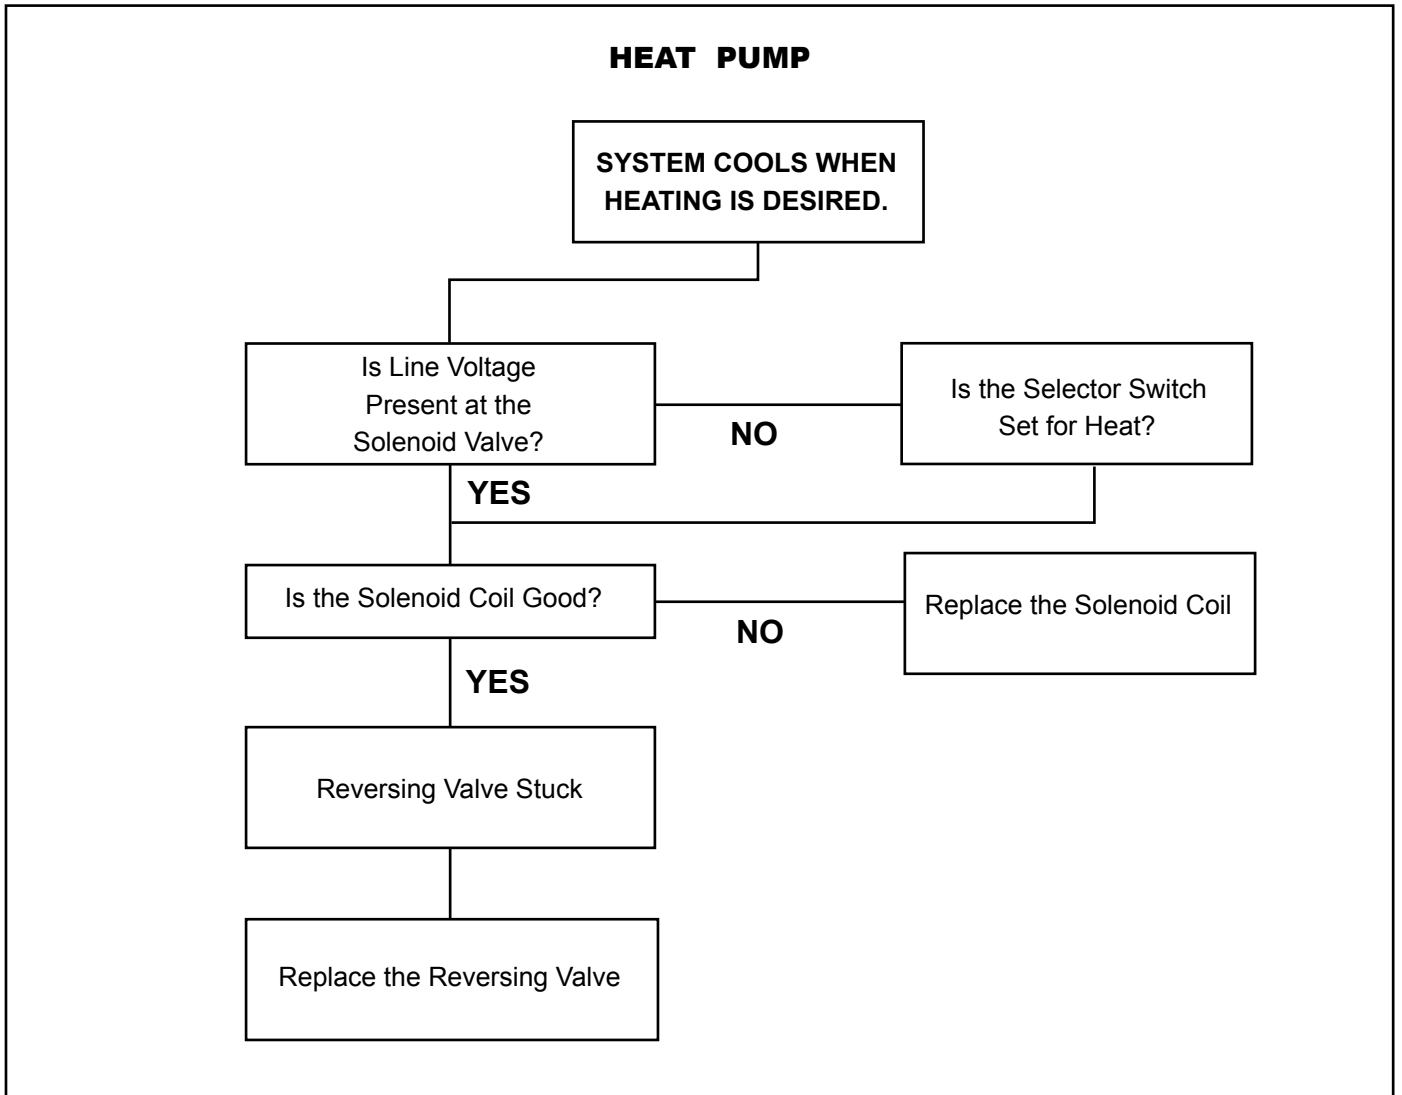 HEAT PUMP
SYSTEM COOLS WHEN
HEATING IS DESIRED.
Is Line Voltage
Present at the
Solenoid Valve?
NO
Is the Selector Switch
Set for Heat?
YES
Is the Solenoid Coil Good?
NO
Replace the Solenoid Coil
YES
Reversing Valve Stuck
Replace the Reversing Valve